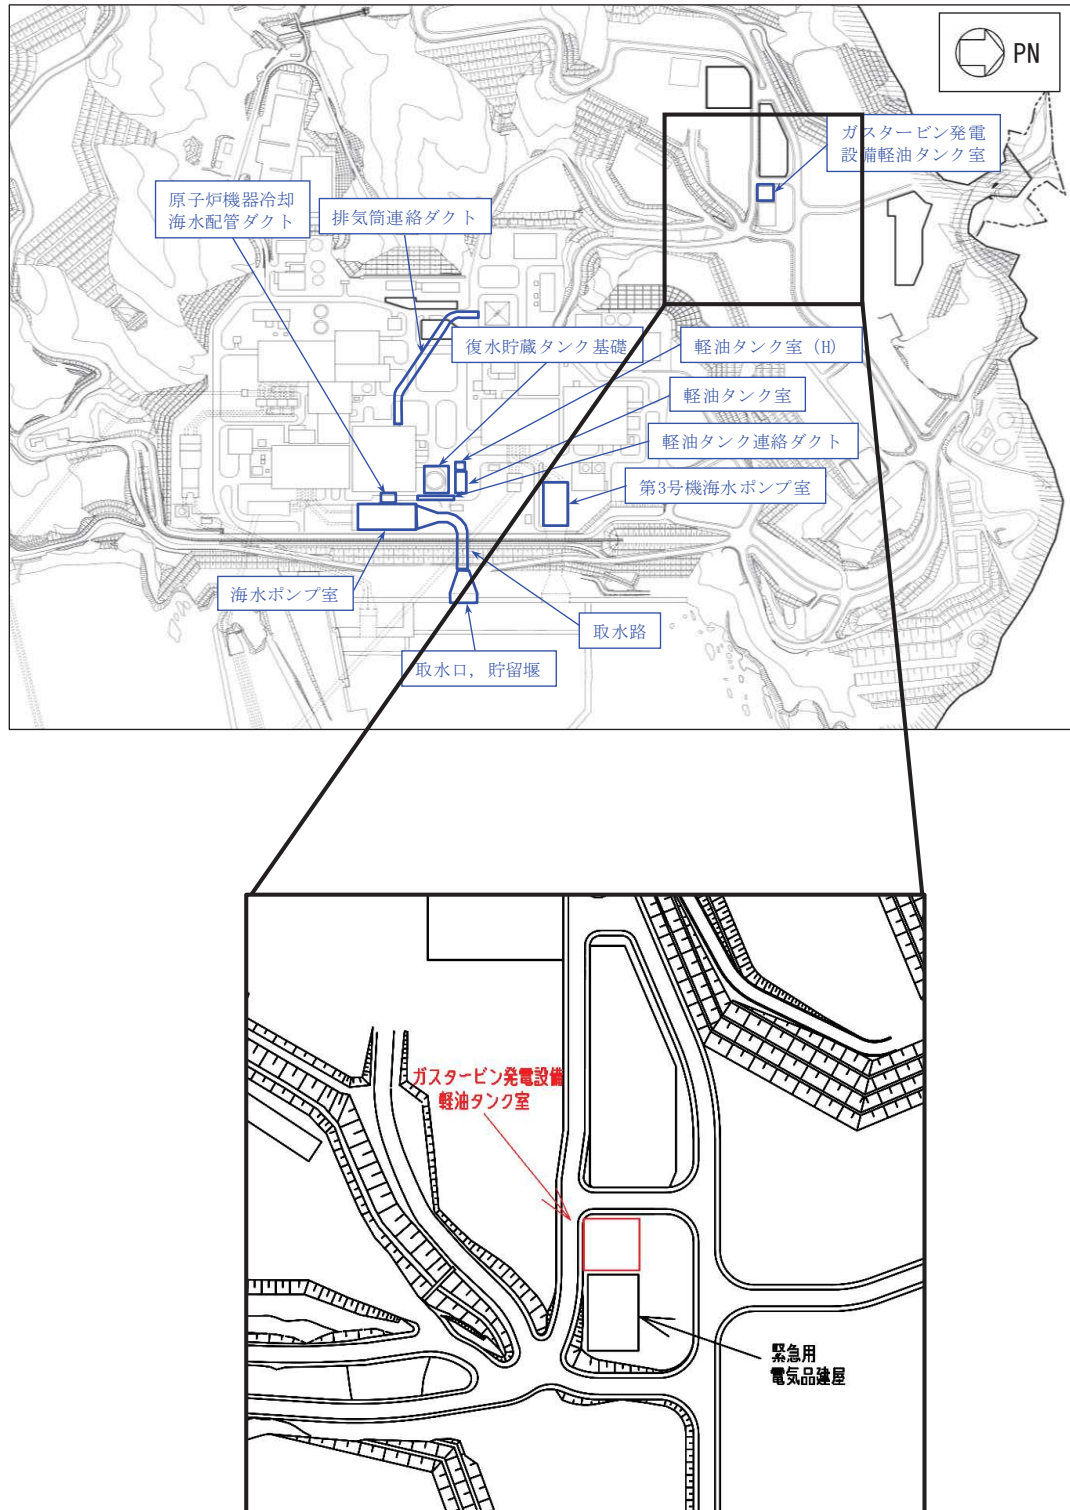 PN
ガスタービン発電
設備軽油タンク室
原子炉機器冷却
海水配管ダクト
排気筒連絡ダクト
復水貯蔵タンク基礎
軽油タンク室（H）
軽油タンク室
軽油タンク連絡ダクト
第3号機海水ポンプ室
海水ポンプ室
取水路
取水口，貯留堰
ガスタービン発電設備
軽油タンク室
緊急用
電気品建屋